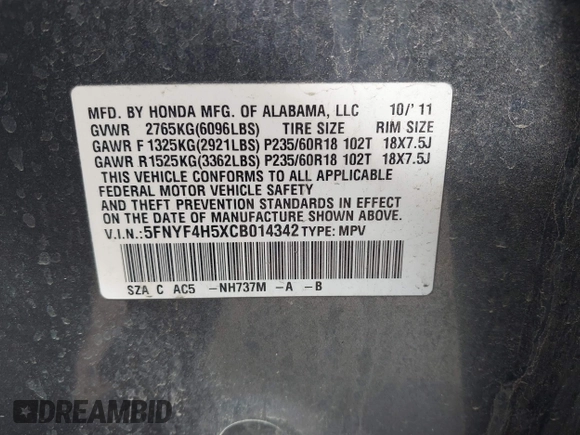 MFD. BY HONDA MFG. OF ALABAMA, LLC 10/'11
GVWR 2765KG(6096LBS) TIRE SIZE RIM SIZE
GAWR F 1325KG(2921LBS) P235/60R18 102T 18X7.5J
GAWR R 1525KG(3362LBS) P235/60R18 102T 18X7.5J
THIS VEHICLE CONFORMS TO ALL APPLICABLE
FEDERAL MOTOR VEHICLE SAFETY
AND THEFT PREVENTION STANDARDS IN EFFECT
ON THE DATE OF MANUFACTURE SHOWN ABOVE.
V.I.N.: 5FNYF4H5XCB014342 TYPE: MPV
SZA C AC5 -NH737M -A -B
DREAMBID